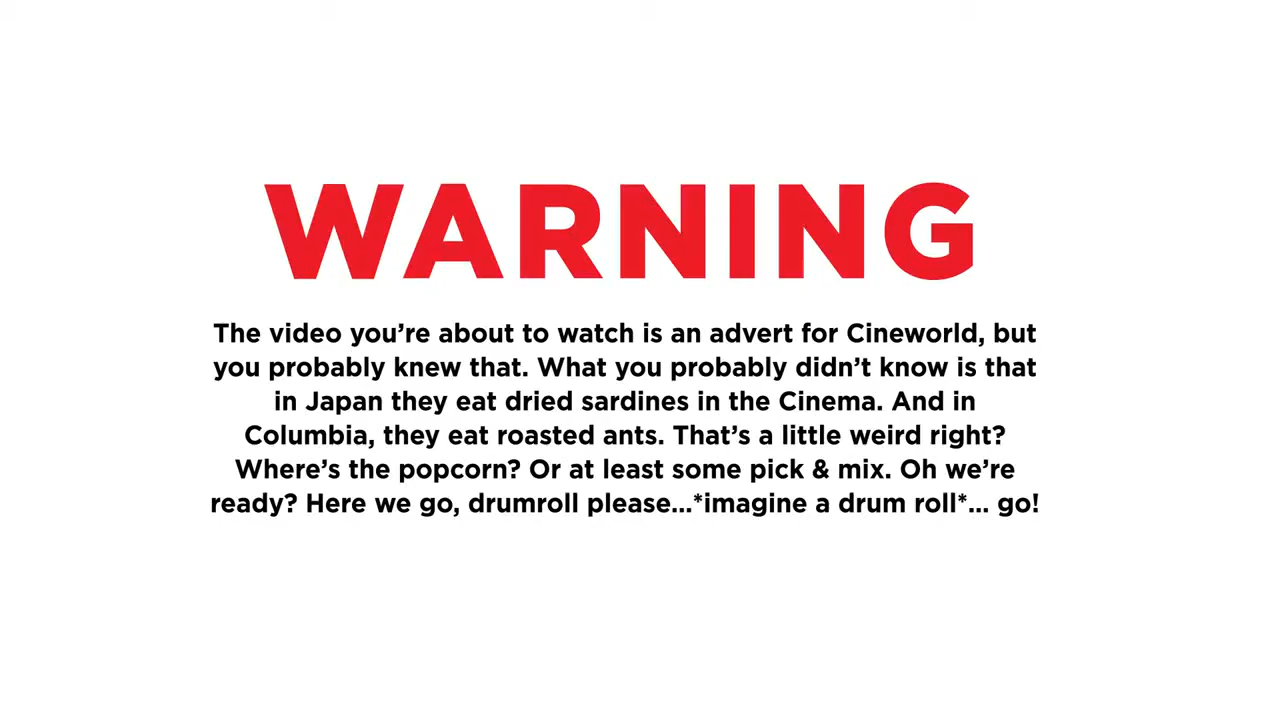 WARNING
The video you’re about to watch is an advert for Cineworld, but
you probably knew that. What you probably didn’t know is that
in Japan they eat dried sardines in the Cinema. And in
Columbia, they eat roasted ants. That’s a little weird right?
Where’s the popcorn? Or at least some pick & mix. Oh we’re
ready? Here we go, drumroll please...*imagine a drum roll*... go!